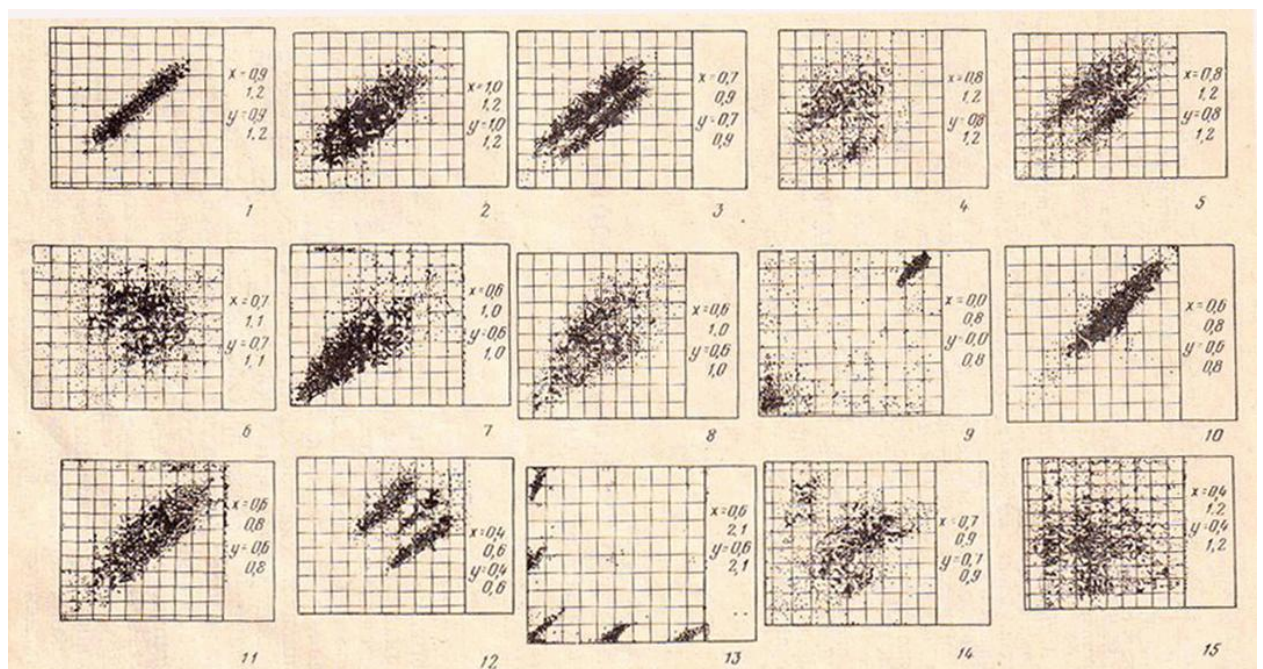 x=0,9
1,2
y=0,9
1,2
1
x=1,0
1,2
y=1,0
1,2
2
x=0,7
0,9
y=0,7
0,9
3
x=0,8
1,2
y=0,8
1,2
4
x=0,8
1,2
y=0,8
1,2
5
x=0,7
1,1
y=0,7
1,1
6
x=0,6
1,0
y=0,6
1,0
7
x=0,6
1,0
y=0,6
1,0
8
x=0,0
0,8
y=0,0
0,8
9
x=0,6
0,8
y=0,6
0,8
10
x=0,6
0,8
y=0,6
0,8
11
x=0,4
0,6
y=0,4
0,6
12
x=0,6
2,1
y=0,6
2,1
13
x=0,7
0,9
y=0,7
0,9
14
x=0,4
1,2
y=0,4
1,2
15